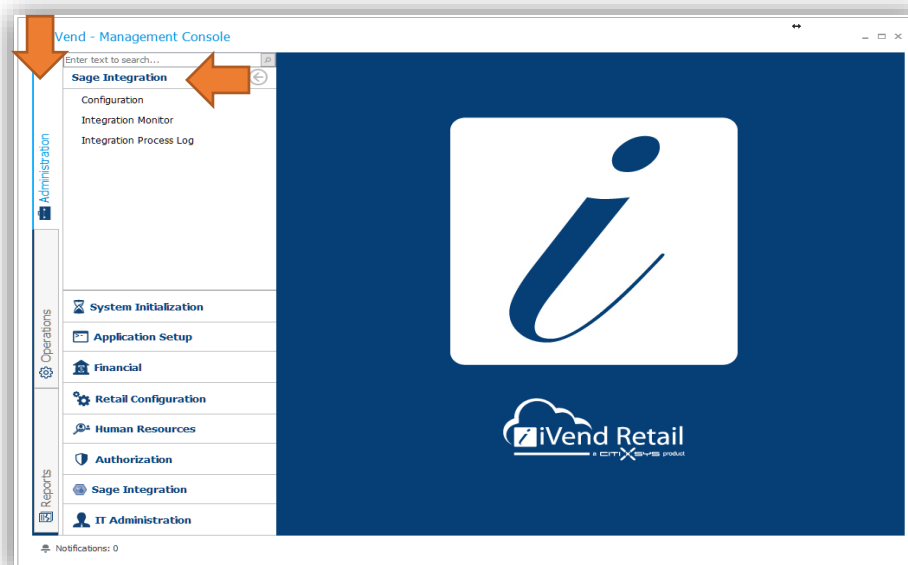 Vend - Management Console
Enter text to search...
Sage Integration
Configuration
Integration Monitor
Integration Process Log
Administration
Operations
Reports
System Initialization
Application Setup
Financial
Retail Configuration
Human Resources
Authorization
Sage Integration
IT Administration
i
iVend Retail
a CITIXSYS product
Notifications: 0